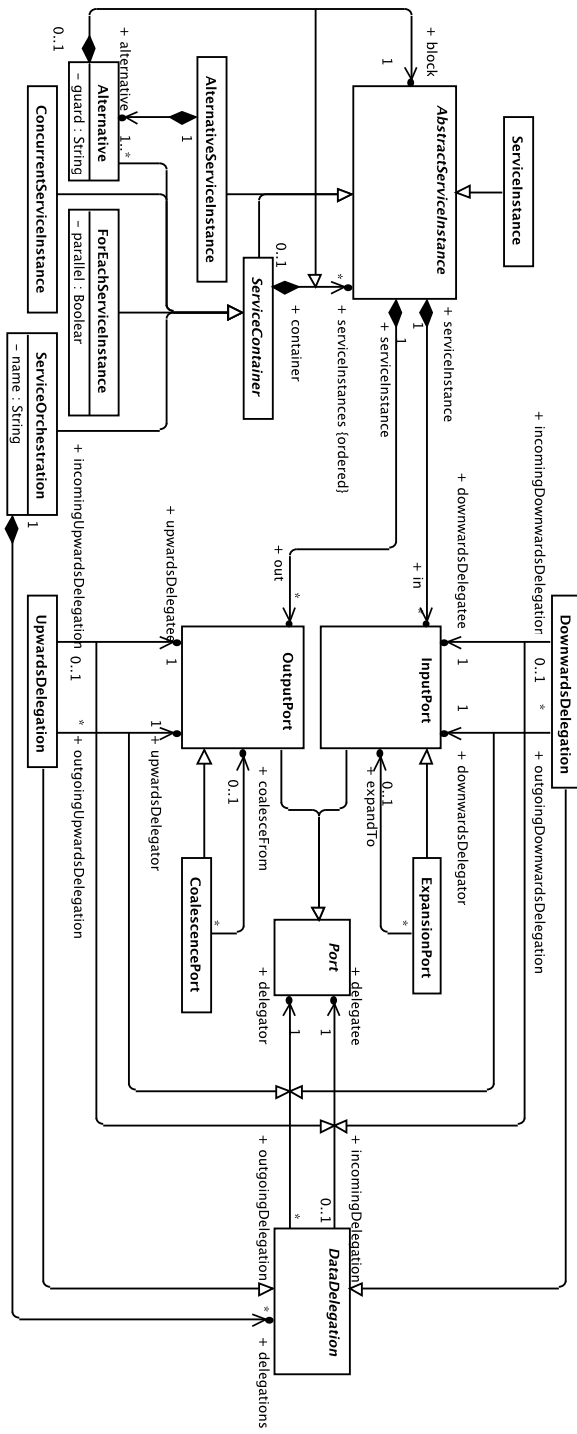 ServiceInstance
AbstractServiceInstance
+ block
1
0..1
+ alternative
1..*
1
AlternativeServiceInstance
Alternative
– guard : String
ConcurrentServiceInstance
ForEachServiceInstance
– parallel : Boolear
ServiceContainer
0..1
+ container
*
+ serviceInstances {ordered}
ServiceOrchestration
– name : String
1
1
+ serviceInstance
1
+ serviceInstance
+ in
*
+ out
*
+ incomingDownwardsDelegation
0..1
+ downwardsDelegatee
1
DownwardsDelegation
*
+ outgoingDownwardsDelegation
1
+ downwardsDelegator
InputPort
OutputPort
+ incomingUpwardsDelegation
0..1
+ upwardsDelegatee
1
UpwardsDelegation
*
+ outgoingUpwardsDelegation
1
+ upwardsDelegator
ExpansionPort
0..1
+ expandTo
*
CoalescencePort
0..1
+ coalesceFrom
*
Port
+ delegatee
1
+ delegator
1
+ incomingDelegation
0..1
+ outgoingDelegation
*
DataDelegation
*
+ delegations